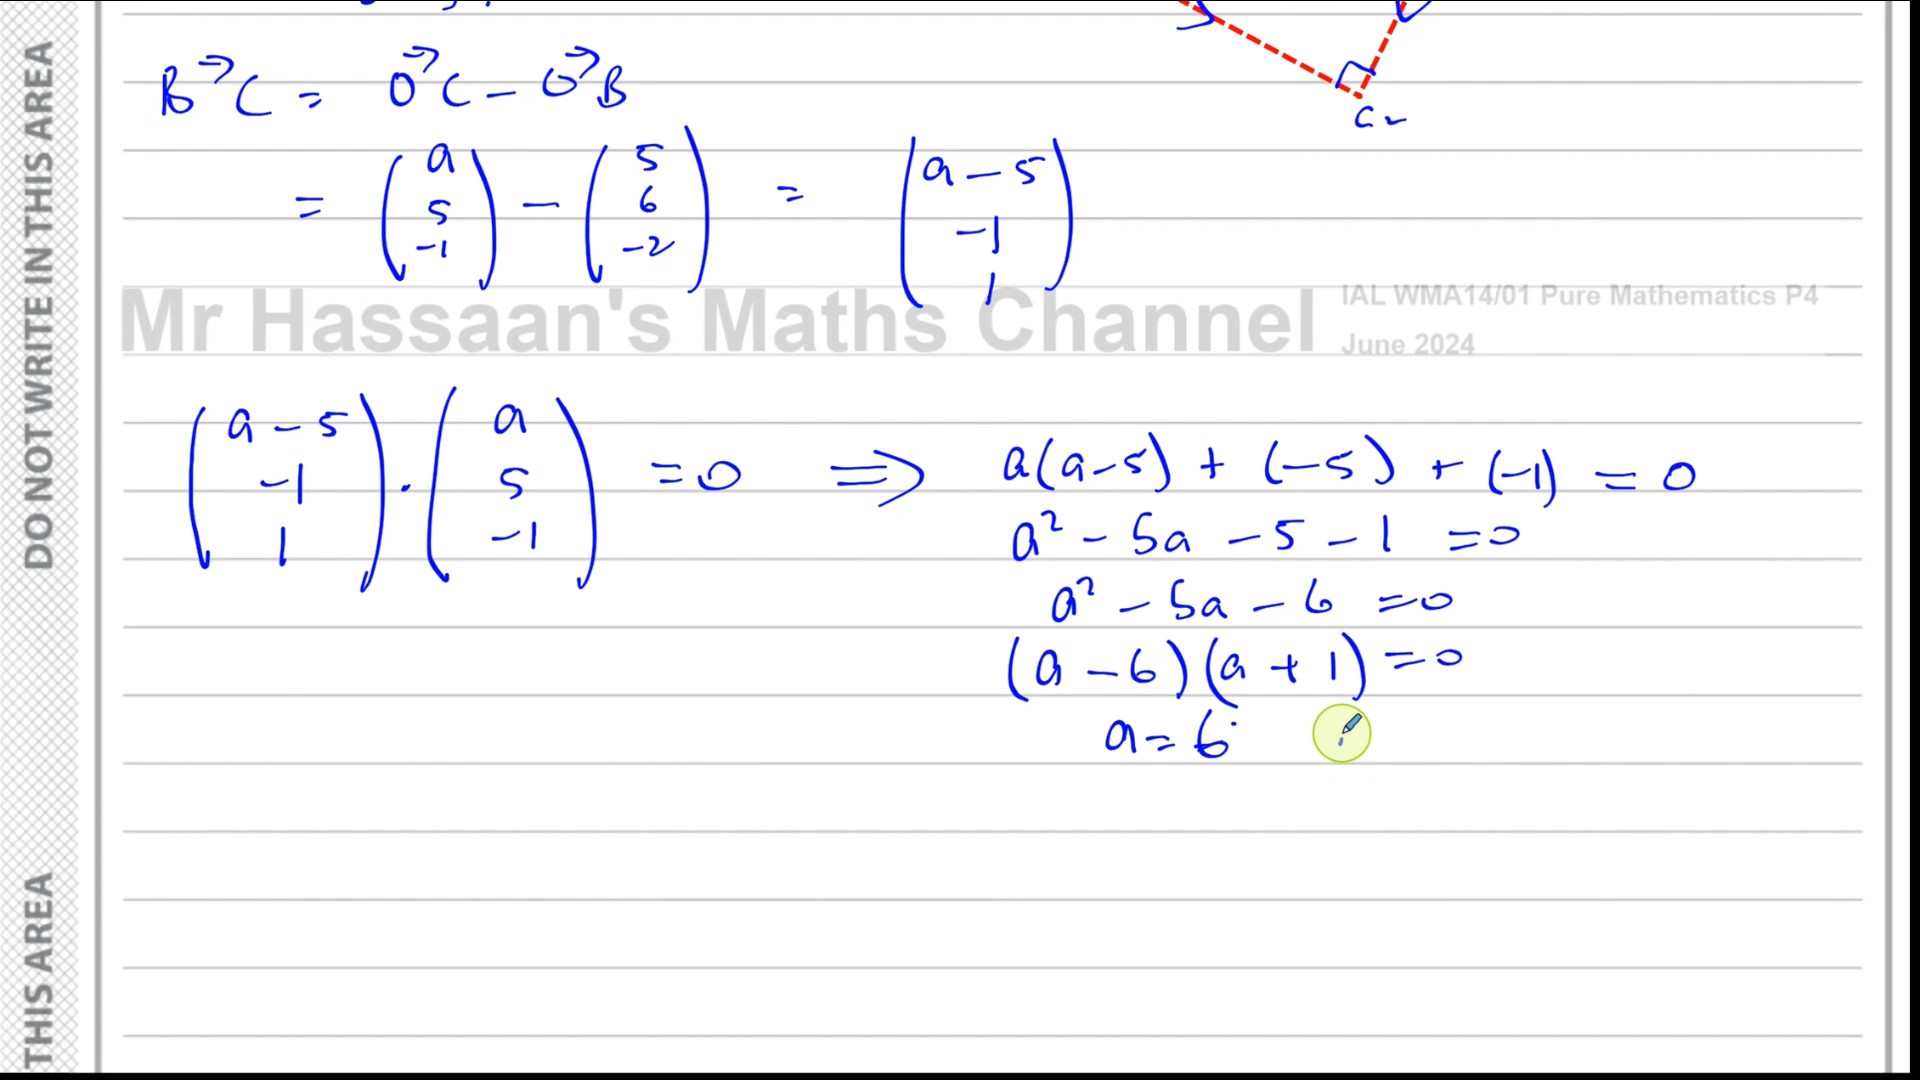 B→C = O→C - O→B
C2
= (a 5 -1) - (5 6 -2) = (a-5 -1 1)
Mr Hassaan's Maths Channel
IAL WMA14/01 Pure Mathematics P4
June 2024
(a-5 -1 1) . (a 5 -1) =0 => a(a-5) + (-5) + (-1) = 0
a² - 5a - 5 - 1 =0
a² - 5a - 6 =0
(a - 6)(a + 1)=0
a = 6
DO NOT WRITE IN THIS AREA
THIS AREA